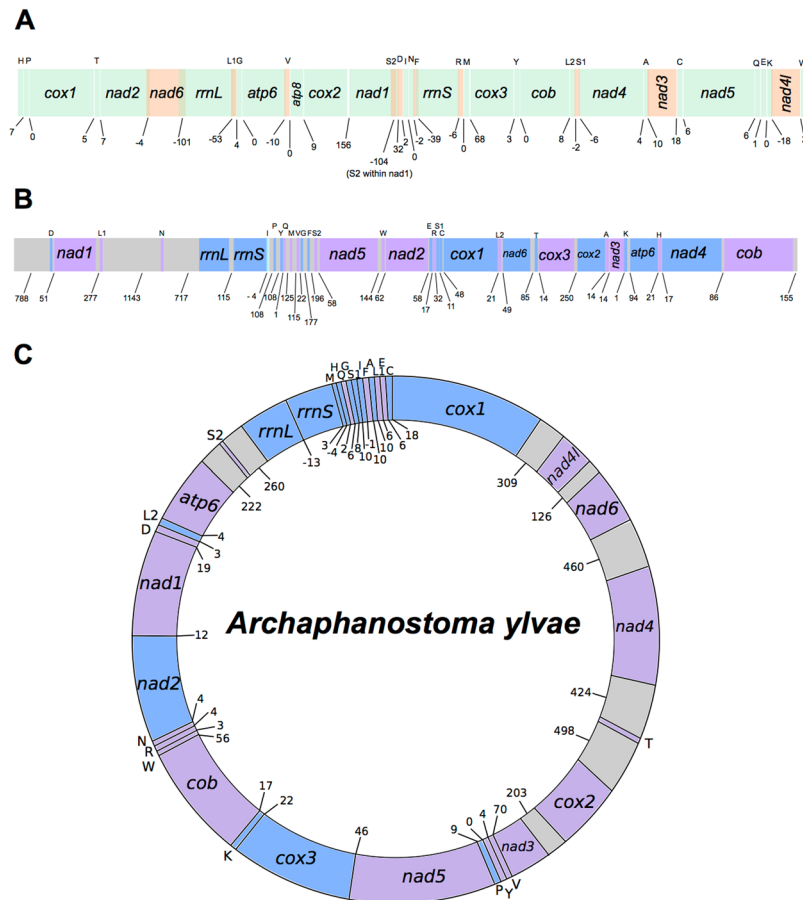 A
H P T L1 G V S2 D I N F R M Y L2 S1 A C Q E K W
cox1 nad2 nad6 rrnL atp6 atp8 cox2 nad1 rrnS cox3 cob nad4 nad3 nad5 nad4l
7 0 5 7 -4 -101 -53 4 0 -10 0 9 156 -104 32 2 0 -2 -39 -6 0 68 3 0 8 -2 -6 4 10 18 6 6 1 0 -18
(S2 within nad1)
B
D L1 N I P Y Q M V G F S2 W E R S1 C L2 T A K H
nad1 rrnL rrnS nad5 nad2 cox1 nad6 cox3 cox2 nad3 atp6 nad4 cob
788 51 277 1143 717 115 -4 108 108 1 125 115 22 177 196 58 144 62 58 17 32 11 48 21 49 85 14 250 14 14 1 94 21 17 86 155
C
M H Q G S1 I F A L1 E C
cox1
309
nad4l
126
nad6
460
nad4
424
T
498
cox2
203
nad3
V
70
Y
4
P
0
9
nad5
46
cox3
22
K
17
cob
56
W
3
R
4
N
4
nad2
12
nad1
19
D
3
L2
4
atp6
222
S2
260
rrnL
-13
rrnS
3 -4 2 6 8 10 -1 10 10 6 6 18
Archaphanostoma ylvae